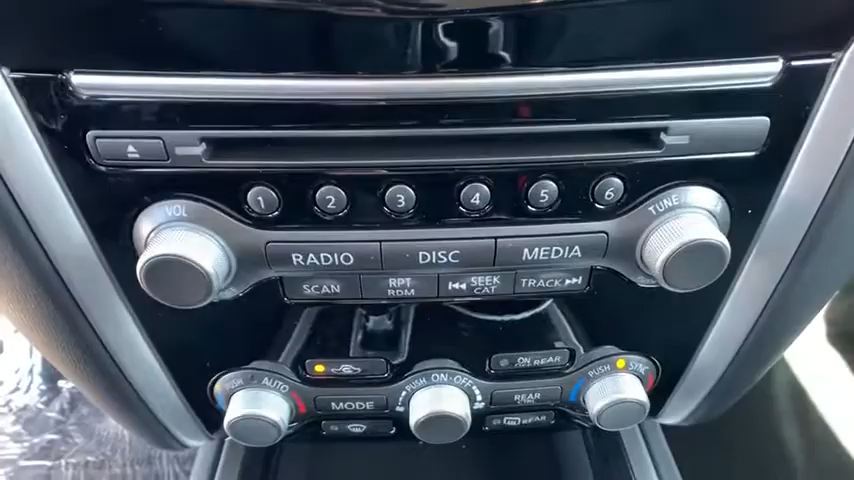 1 2 3 4 5 6
VOL
TUNE
RADIO DISC MEDIA
SCAN RPT SEEK TRACK
RDM CAT
PUSH AUTO PUSH ON·OFF ON REAR PUSH SYNC
MODE REAR
CTRL
REAR